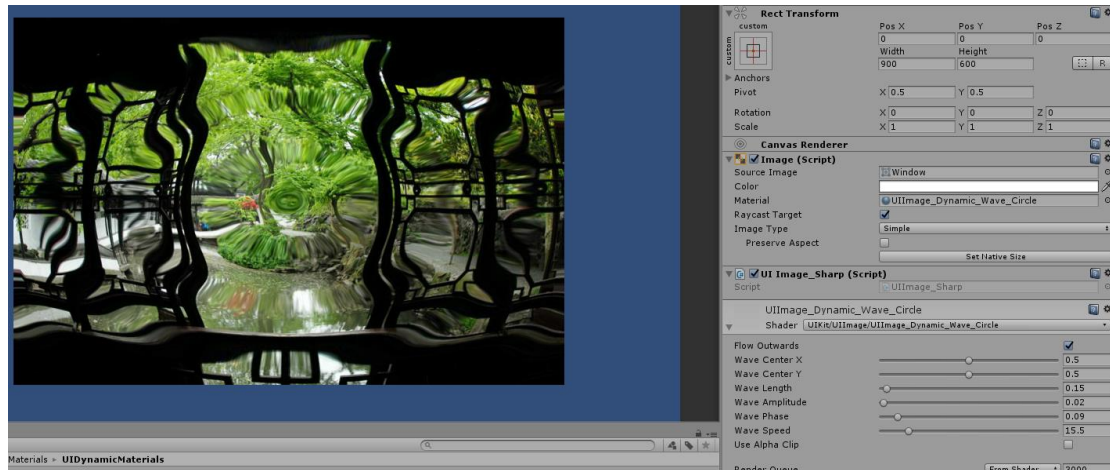 Rect Transform
custom
Pos X Pos Y Pos Z
custom
0 0 0
Width Height
900 600
R
Anchors
Pivot X 0.5 Y 0.5
Rotation X 0 Y 0 Z 0
Scale X 1 Y 1 Z 1
Canvas Renderer
Image (Script)
Source Image Window
Color
Material UIImage_Dynamic_Wave_Circle
Raycast Target
Image Type Simple
Preserve Aspect
Set Native Size
UI Image_Sharp (Script)
Script UIImage_Sharp
UIImage_Dynamic_Wave_Circle
Shader UIKit/UIImage/UIImage_Dynamic_Wave_Circle
Flow Outwards
Wave Center X 0.5
Wave Center Y 0.5
Wave Length 0.15
Wave Amplitude 0.02
Wave Phase 0.09
Wave Speed 15.5
Use Alpha Clip
Render Queue From Shader 3000
Materials ▸ UIDynamicMaterials